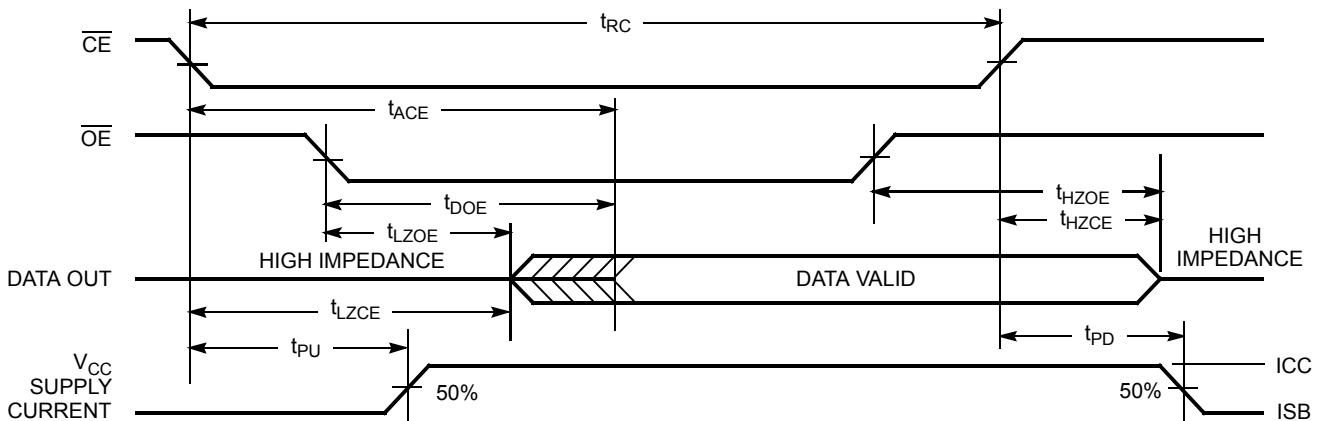 tRC
CE
tACE
OE
tHZOE
tDOE
tHZCE
tLZOE
HIGH IMPEDANCE
HIGH
IMPEDANCE
DATA OUT
DATA VALID
tLZCE
tPU
tPD
VCC
SUPPLY
CURRENT
50%
50%
ICC
ISB